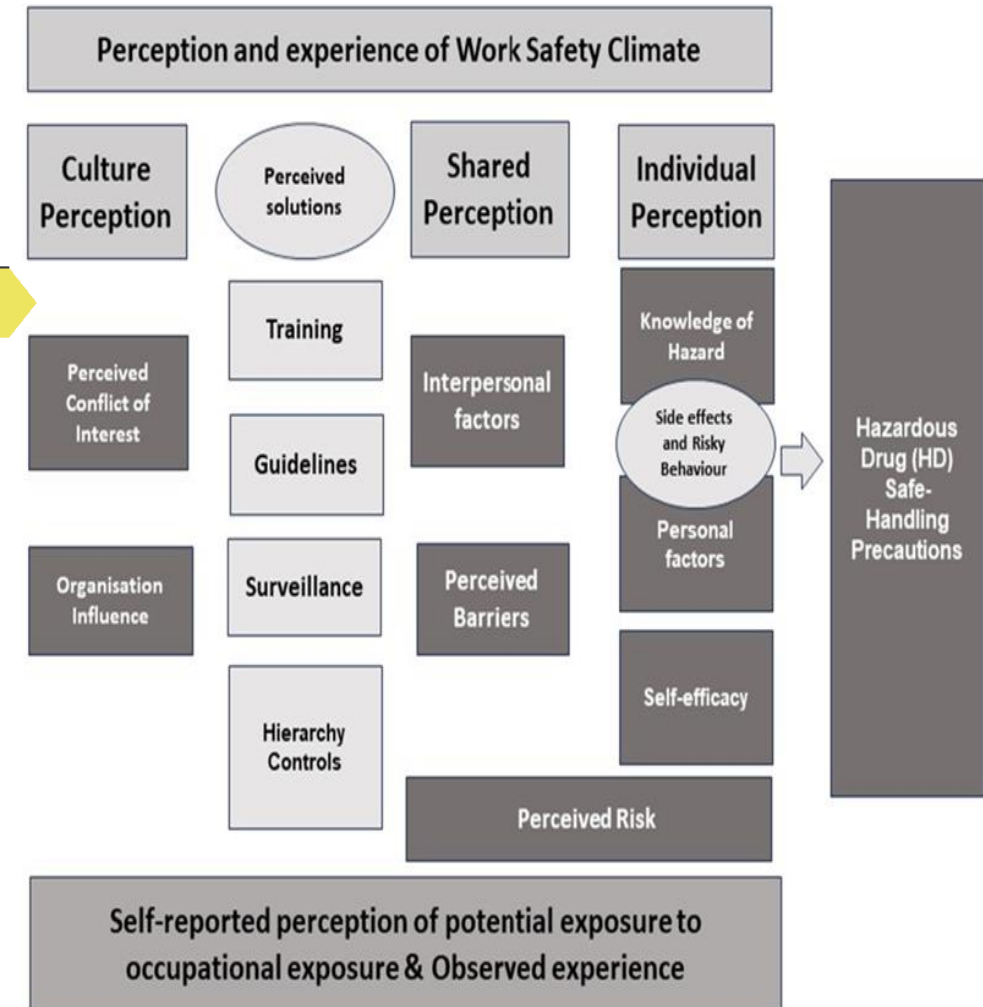 Perception and experience of Work Safety Climate
Culture
Perception
Perceived
solutions
Shared
Perception
Individual
Perception
Training
Knowledge of
Hazard
Perceived
Conflict of
Interest
Interpersonal
factors
Side effects
and Risky
Behaviour
Guidelines
Hazardous
Drug (HD)
Safe-
Handling
Precautions
Personal
factors
Organisation
Influence
Surveillance
Perceived
Barriers
Self-efficacy
Hierarchy
Controls
Perceived Risk
Self-reported perception of potential exposure to
occupational exposure & Observed experience